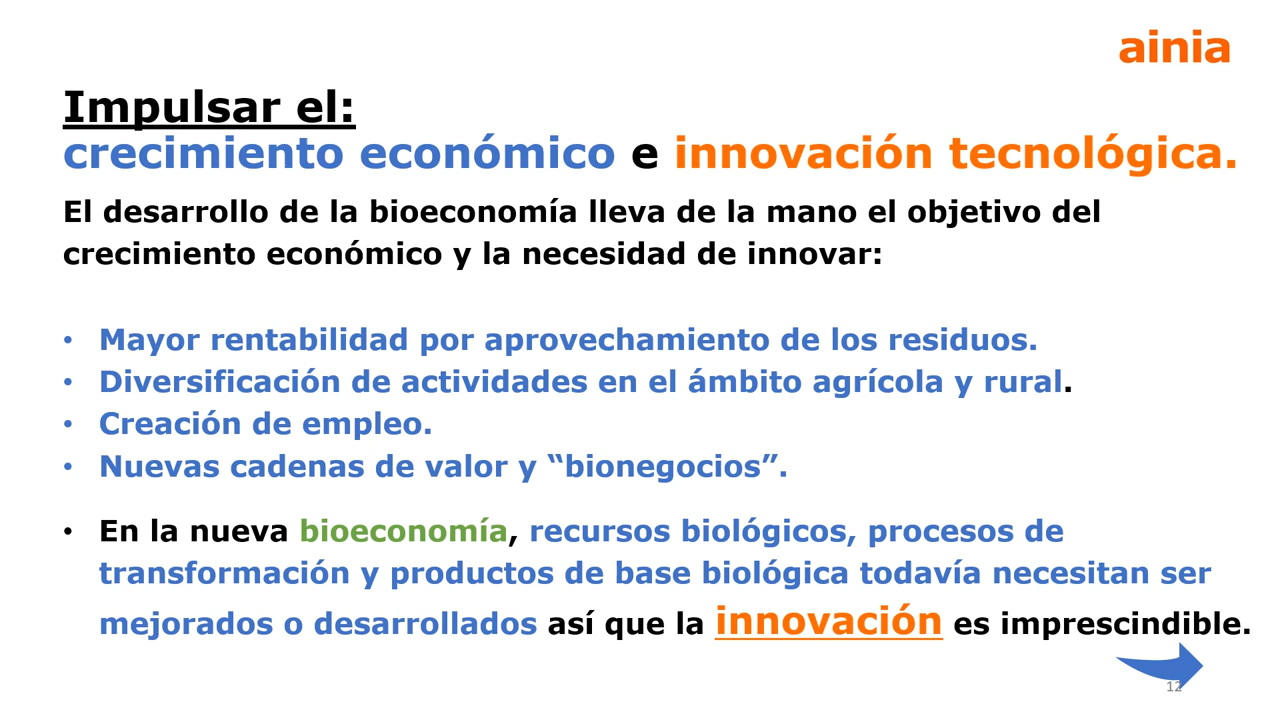 ainia
Impulsar el:
crecimiento económico e innovación tecnológica.
El desarrollo de la bioeconomía lleva de la mano el objetivo del
crecimiento económico y la necesidad de innovar:
• Mayor rentabilidad por aprovechamiento de los residuos.
• Diversificación de actividades en el ámbito agrícola y rural.
• Creación de empleo.
• Nuevas cadenas de valor y “bionegocios”.
• En la nueva bioeconomía, recursos biológicos, procesos de
transformación y productos de base biológica todavía necesitan ser
mejorados o desarrollados así que la innovación es imprescindible.
12